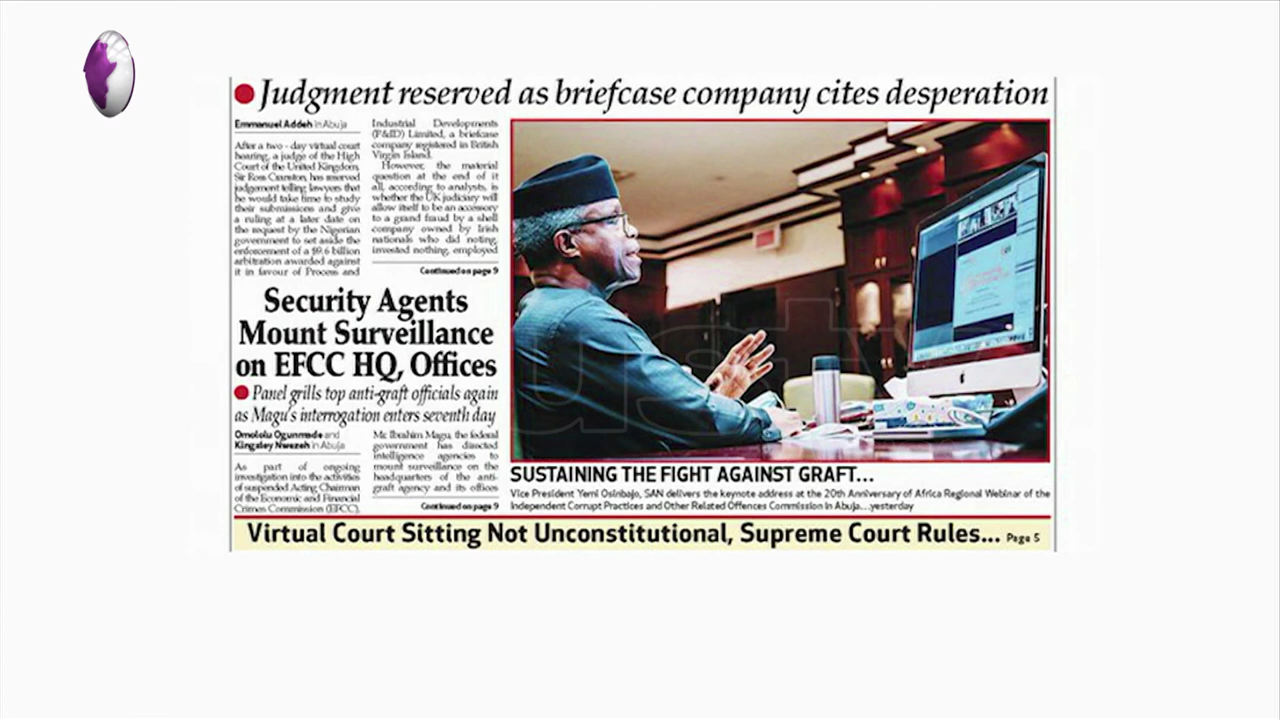 Judgment reserved as briefcase company cites desperation
Emmanuel Addeh in Abuja
After a two - day virtual court
hearing, a judge of the High
Court of the United Kingdom,
Sir Ross Cranston, has reserved
judgement telling lawyers that
he would take time to study
their submissions and give
a ruling at a later date on
the request by the Nigerian
government to set aside the
enforcement of a $9.6 billion
arbitration awarded against
it in favour of Process and
Industrial Developments
(P&ID) Limited, a briefcase
company registered in British
Virgin Island.
However, the material
question at the end of it
all, according to analysts, is
whether the UK judiciary will
allow itself to be an accessory
to a grand fraud by a shell
company owned by Irish
nationals who did noting,
invested nothing, employed
Continued on page 9
Security Agents
Mount Surveillance
on EFCC HQ, Offices
Panel grills top anti-graft officials again
as Magu's interrogation enters seventh day
Omololu Ogunmade and
Kingsley Nwezeh in Abuja
As part of ongoing
investigation into the activities
of suspended Acting Chairman
of the Economic and Financial
Crimes Commission (EFCC),
Mr. Ibrahim Magu, the federal
government has directed
intelligence agencies to
mount surveillance on the
headquarters of the anti-
graft agency and its offices
Continued on page 9
SUSTAINING THE FIGHT AGAINST GRAFT...
Vice President Yemi Osinbajo, SAN delivers the keynote address at the 20th Anniversary of Africa Regional Webinar of the
Independent Corrupt Practices and Other Related Offences Commission in Abuja...yesterday
Virtual Court Sitting Not Unconstitutional, Supreme Court Rules... Page 5